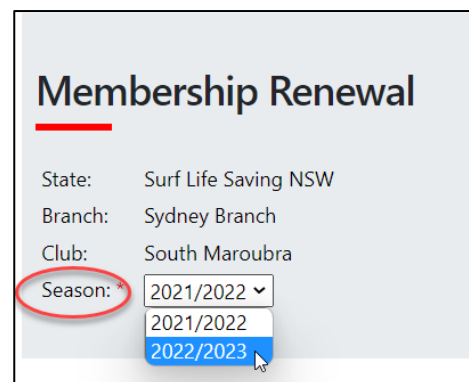 Membership Renewal
State: Surf Life Saving NSW
Branch: Sydney Branch
Club: South Maroubra
Season: * 2021/2022
2021/2022
2022/2023